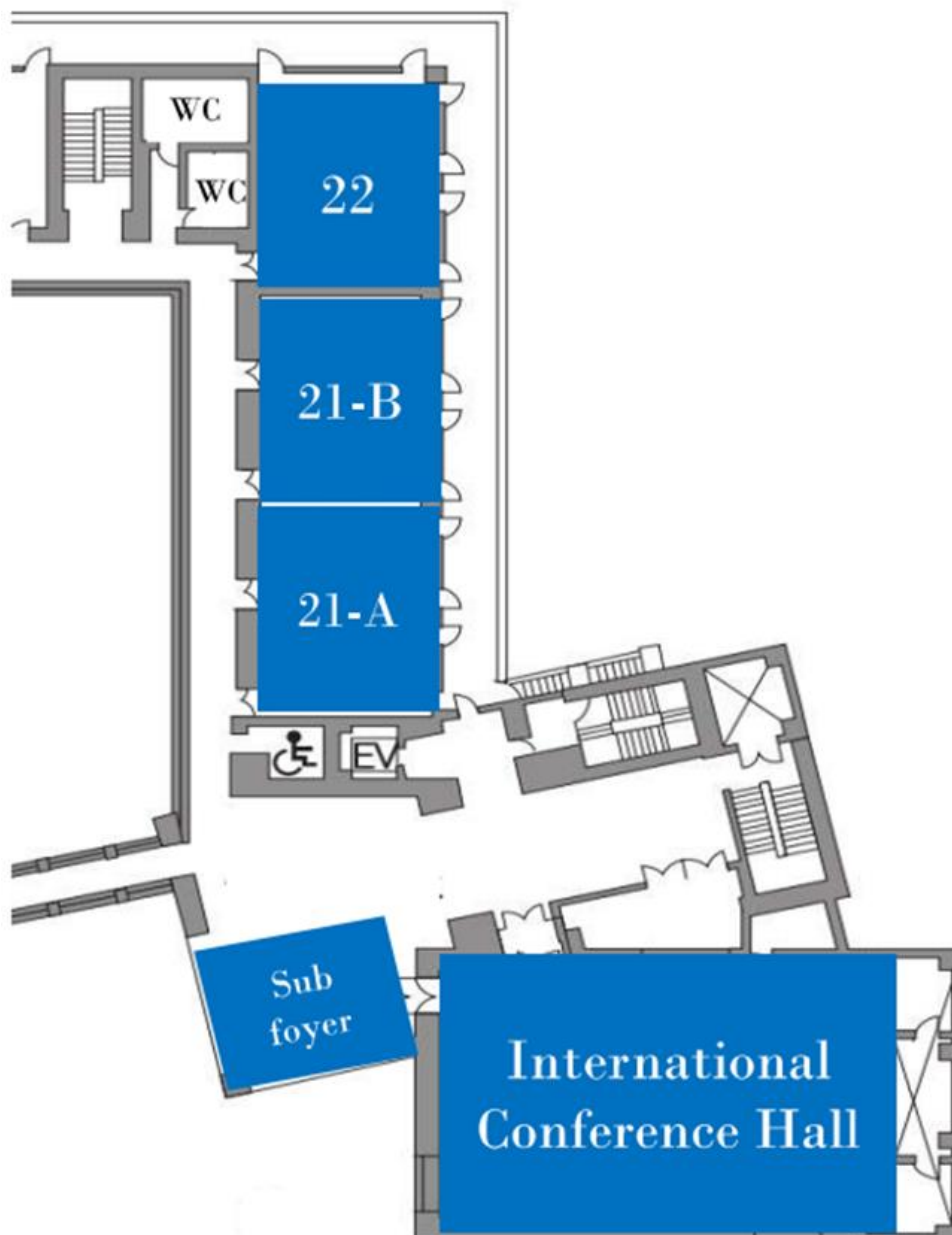 WC
WC
22
21-B
21-A
EV
Sub
foyer
International
Conference Hall